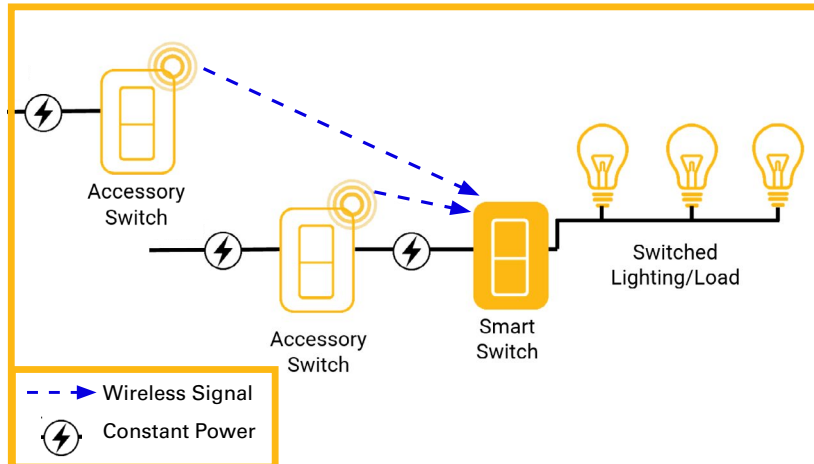 Accessory
Switch
Accessory
Switch
Smart
Switch
Switched
Lighting/Load
Wireless Signal
Constant Power